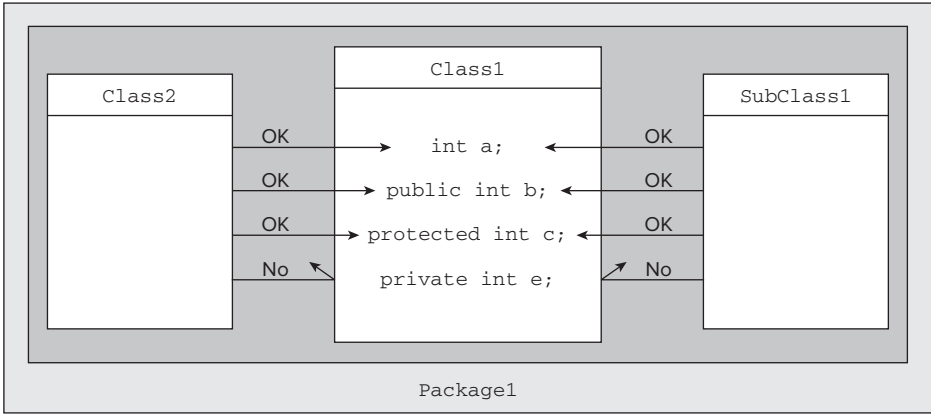 Class1
Class2
SubClass1
OK int a; OK
OK public int b; OK
OK protected int c; OK
No private int e; No
Package1